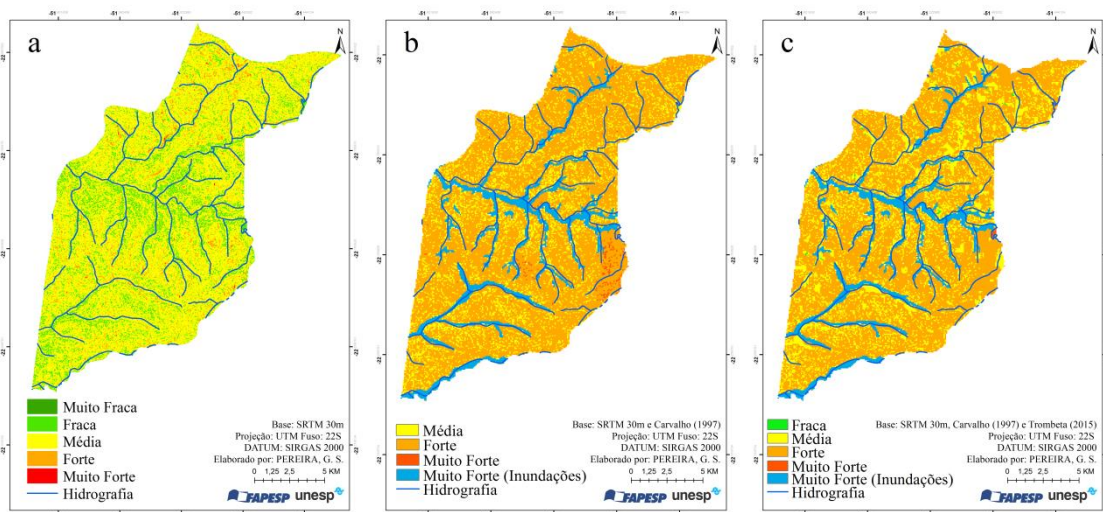 a
N
Muito Fraca
Fraca
Média
Forte
Muito Forte
Hidrografia
Base: SRTM 30m
Projeção: UTM Fuso: 22S
DATUM: SIRGAS 2000
Elaborado por: PEREIRA, G. S.
0 1,25 2,5 5 KM
FAPESP unesp
b
N
Média
Forte
Muito Forte
Muito Forte (Inundações)
Hidrografia
Base: SRTM 30m e Carvalho (1997)
Projeção: UTM Fuso: 22S
DATUM: SIRGAS 2000
Elaborado por: PEREIRA, G. S.
0 1,25 2,5 5 KM
FAPESP unesp
c
N
Fraca
Média
Forte
Muito Forte
Muito Forte (Inundações)
Hidrografia
Base: SRTM 30m, Carvalho (1997) e Trombeta (2015)
Projeção: UTM Fuso: 22S
DATUM: SIRGAS 2000
Elaborado por: PEREIRA, G. S.
0 1,25 2,5 5 KM
FAPESP unesp